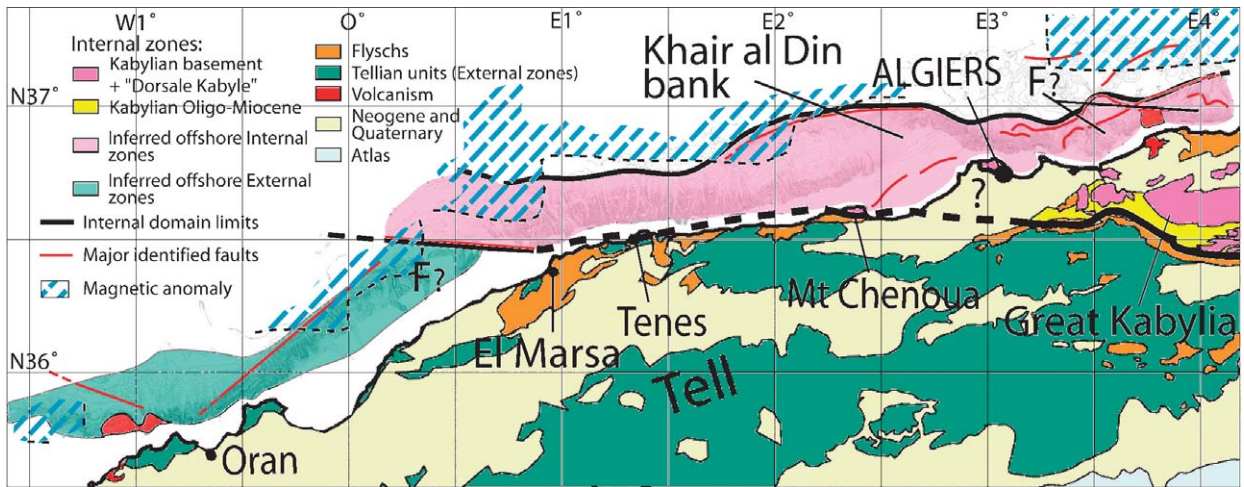 W1° O° E1° E2° E3° E4°
Internal zones:
Kabylian basement
+ "Dorsale Kabyle"
Kabylian Oligo-Miocene
Inferred offshore Internal
zones
Inferred offshore External
zones
Internal domain limits
Major identified faults
Magnetic anomaly
Flyschs
Tellian units (External zones)
Volcanism
Neogene and
Quaternary
Atlas
N37°
N36°
Khair al Din
bank
ALGIERS
F?
?
F?
Mt Chenoua
Great Kabylia
Tenes
El Marsa
Tell
Oran